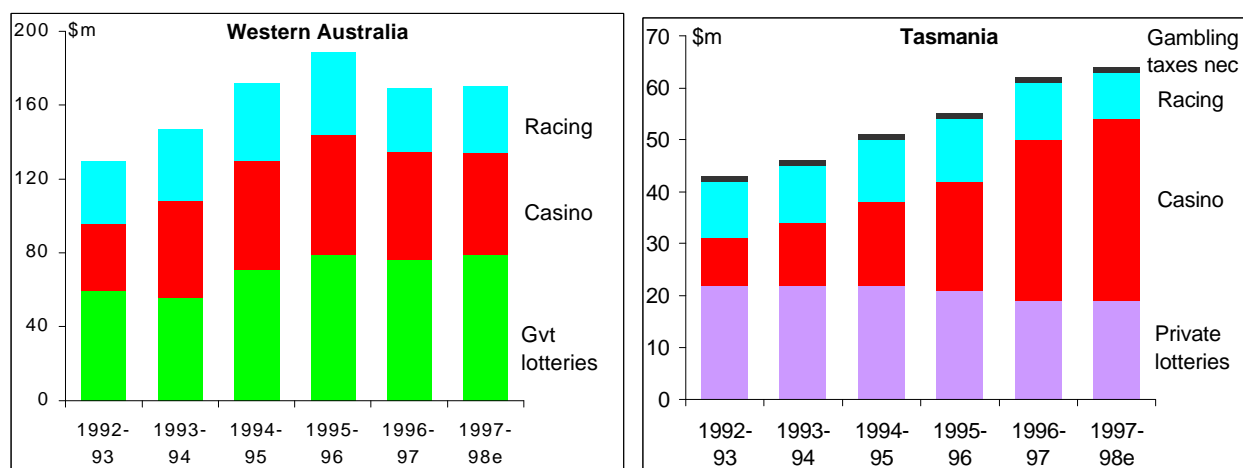 Western Australia
$m
200
160
120
80
40
0
Racing
Casino
Gvt
lotteries
1992-
93
1993-
94
1994-
95
1995-
96
1996-
97
1997-
98e
Tasmania
$m
70
60
50
40
30
20
10
0
Gambling
taxes nec
Racing
Casino
Private
lotteries
1992-
93
1993-
94
1994-
95
1995-
96
1996-
97
1997-
98e